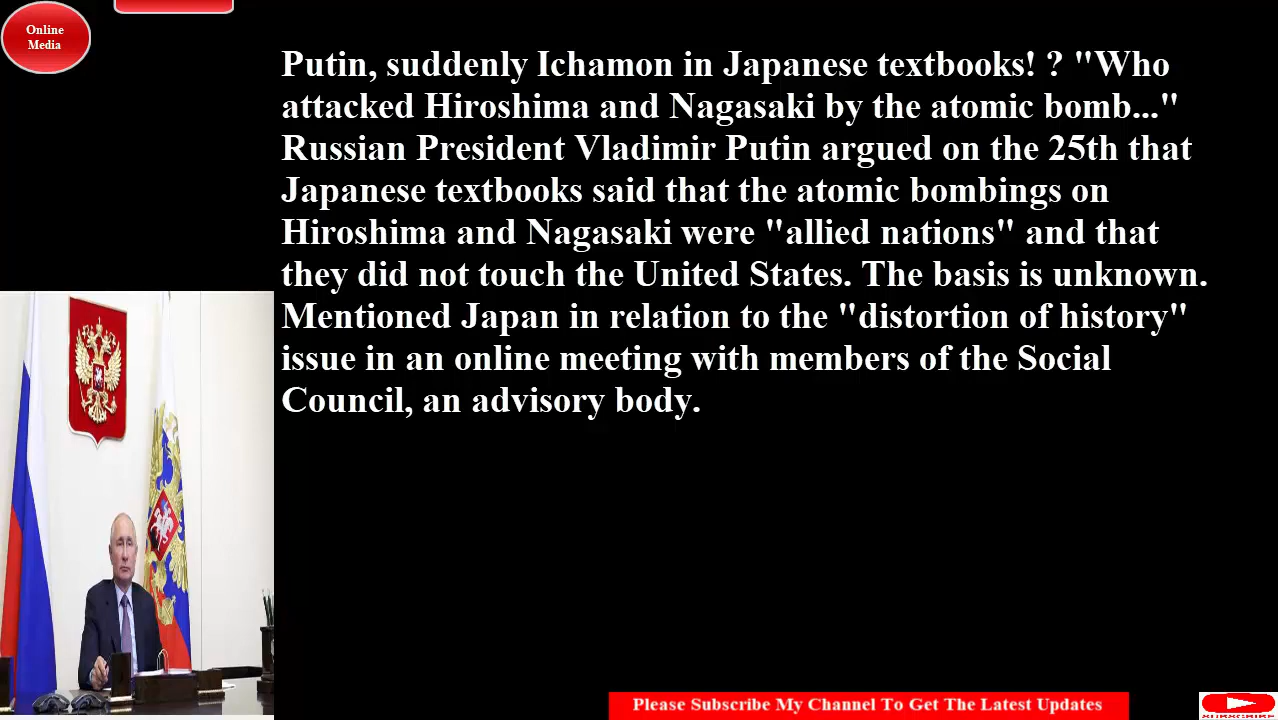 Online
Media
Putin, suddenly Ichamon in Japanese textbooks! ? "Who
attacked Hiroshima and Nagasaki by the atomic bomb..."
Russian President Vladimir Putin argued on the 25th that
Japanese textbooks said that the atomic bombings on
Hiroshima and Nagasaki were "allied nations" and that
they did not touch the United States. The basis is unknown.
Mentioned Japan in relation to the "distortion of history"
issue in an online meeting with members of the Social
Council, an advisory body.
Please Subscribe My Channel To Get The Latest Updates
SUBSCRIBE